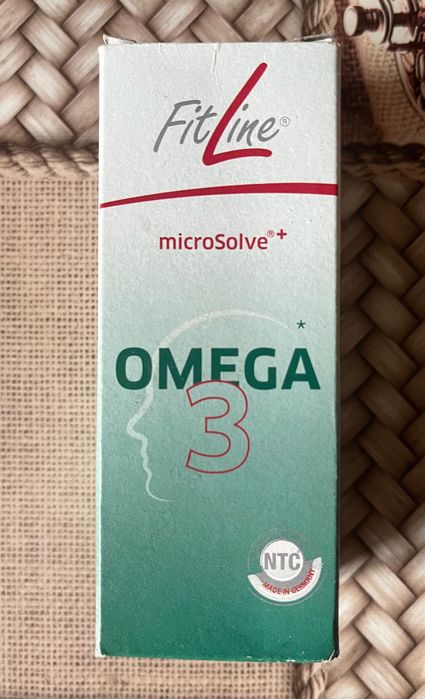 FitLine®
microSolve®+
OMEGA*
3
NTC®
MADE IN GERMANY